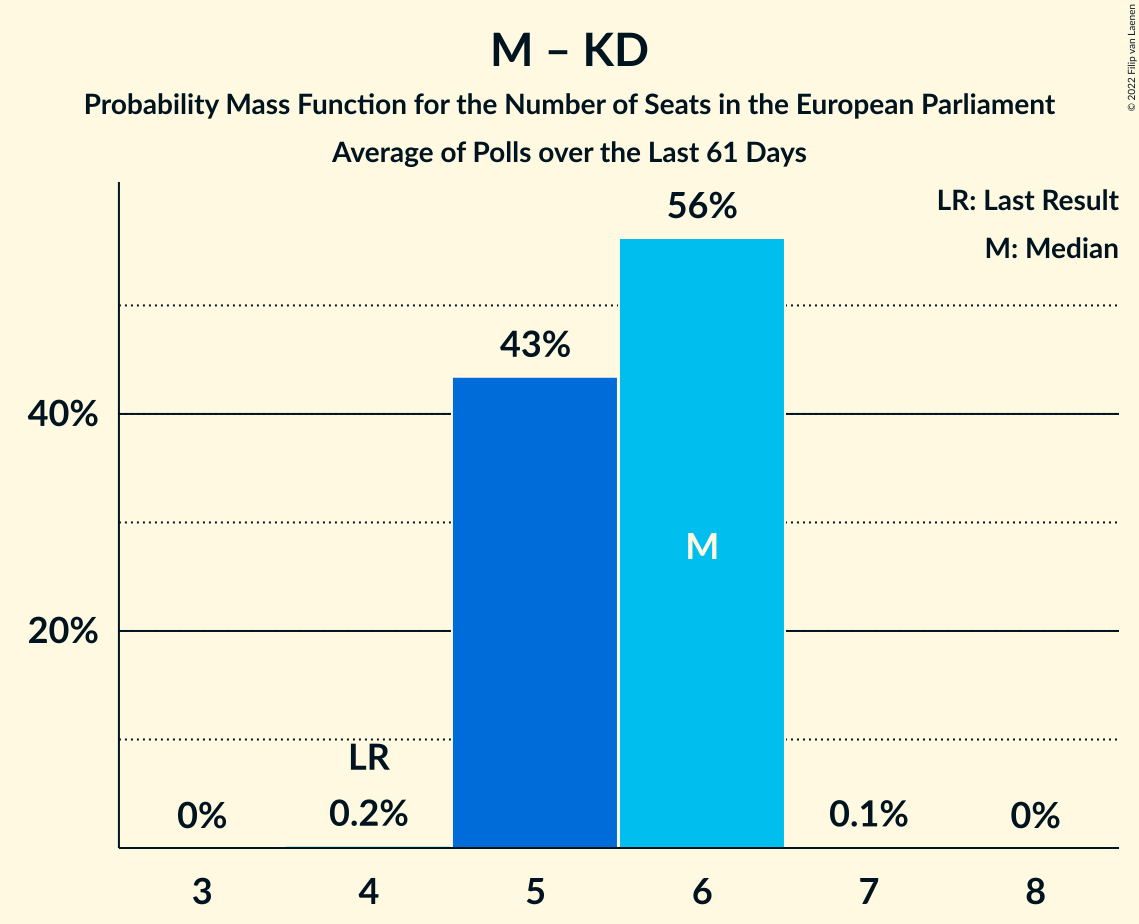 M – KD
Probability Mass Function for the Number of Seats in the European Parliament
Average of Polls over the Last 61 Days
© 2022 Filip van Laenen
LR: Last Result
M: Median
56%
43%
40%
M
20%
LR
0%
0.2%
0.1%
0%
3
4
5
6
7
8